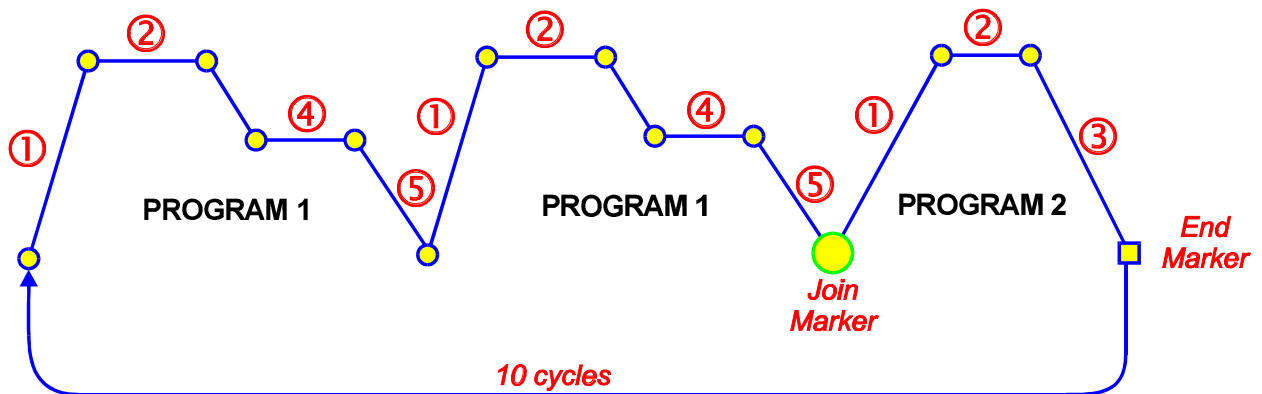 ② ② ②
① ④ ① ④ ① ③
⑤ ⑤
PROGRAM 1 PROGRAM 1 PROGRAM 2
End
Marker
Join
Marker
10 cycles